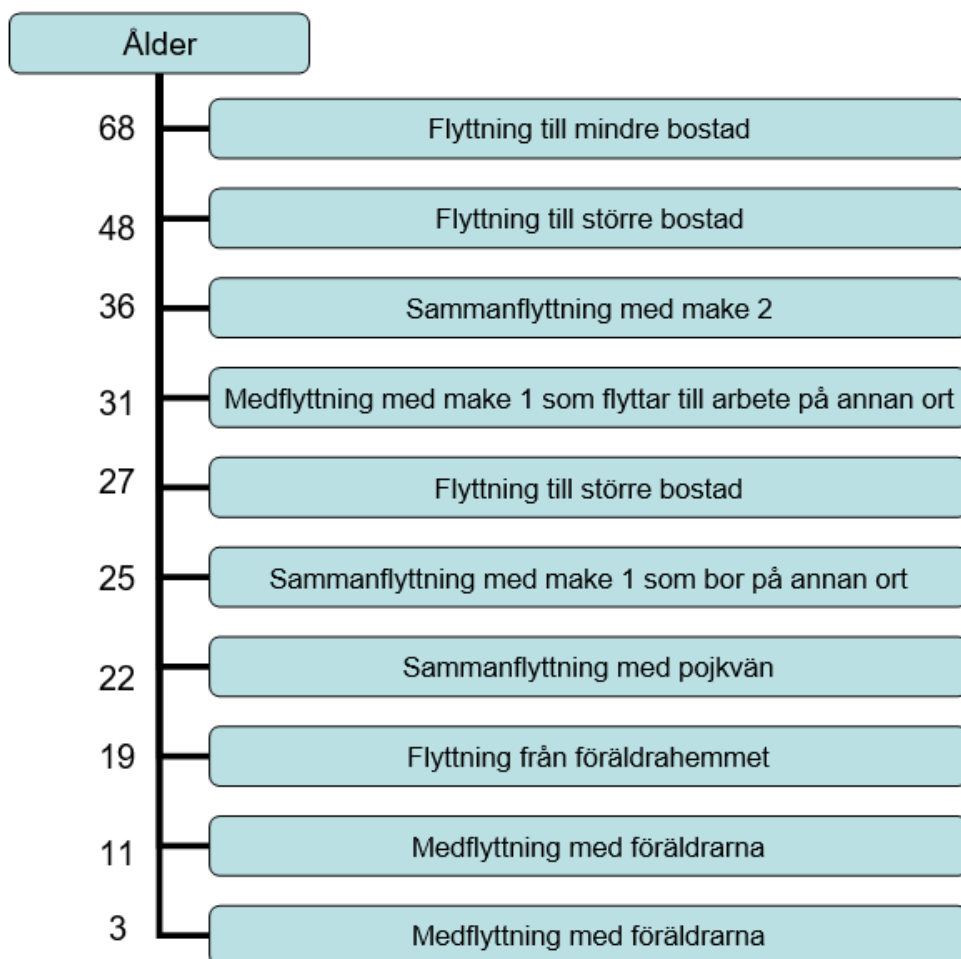 Ålder
68 Flyttning till mindre bostad
48 Flyttning till större bostad
36 Sammanflyttning med make 2
31 Medflyttning med make 1 som flyttar till arbete på annan ort
27 Flyttning till större bostad
25 Sammanflyttning med make 1 som bor på annan ort
22 Sammanflyttning med pojkvän
19 Flyttning från föräldrahemmet
11 Medflyttning med föräldrarna
3 Medflyttning med föräldrarna